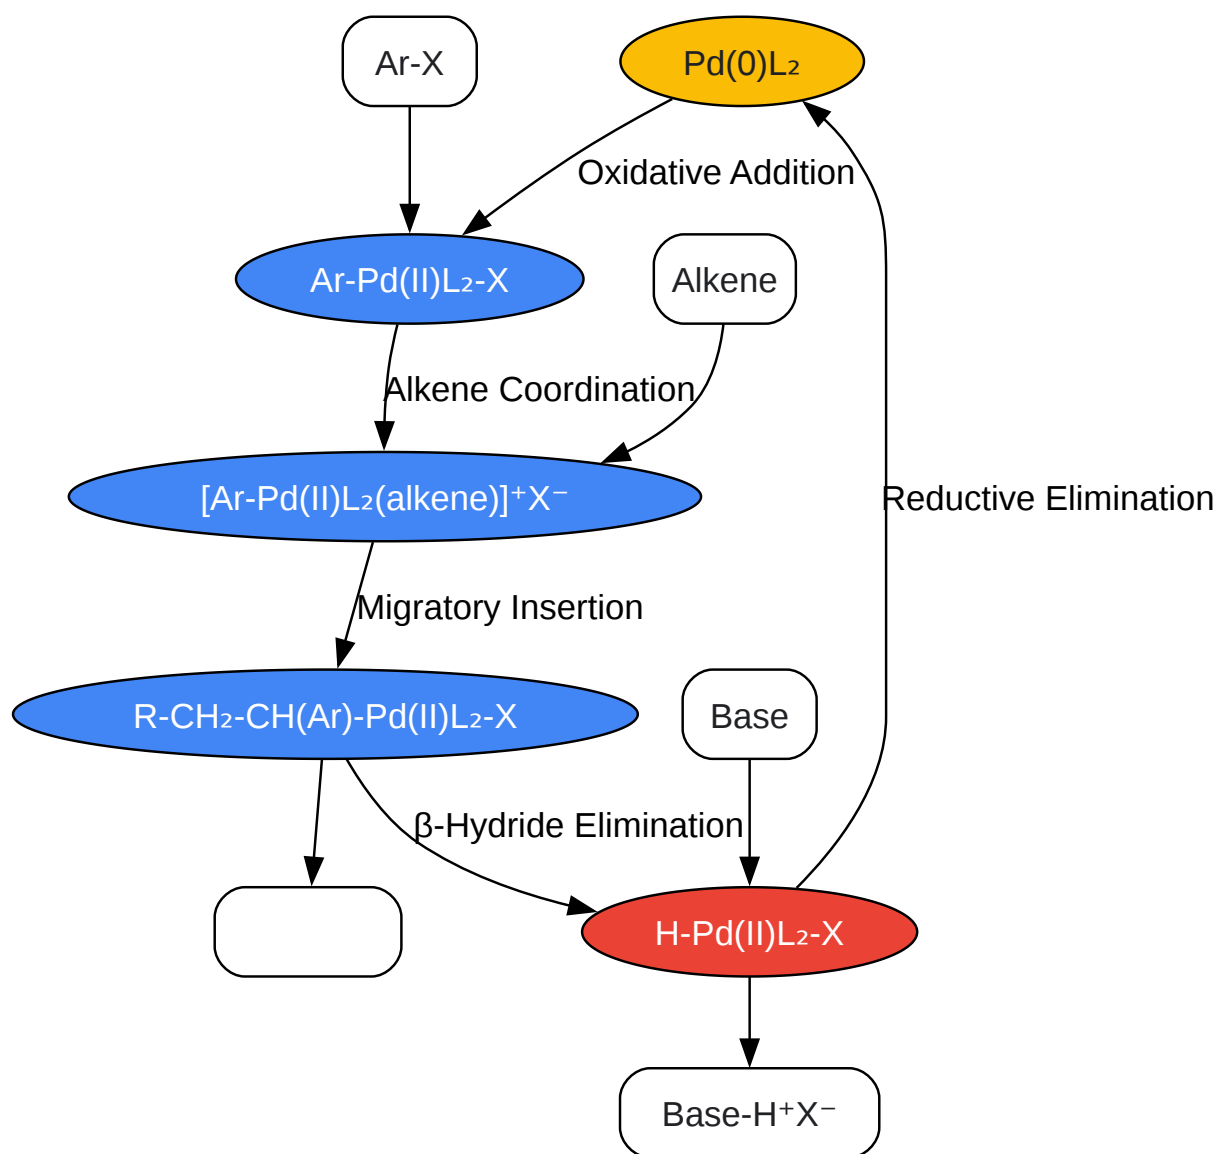 Ar-X
Pd(0)L₂
Oxidative Addition
Ar-Pd(II)L₂-X
Alkene
Alkene Coordination
[Ar-Pd(II)L₂(alkene)]⁺X⁻
Reductive Elimination
Migratory Insertion
R-CH₂-CH(Ar)-Pd(II)L₂-X
Base
β-Hydride Elimination
H-Pd(II)L₂-X
Base-H⁺X⁻